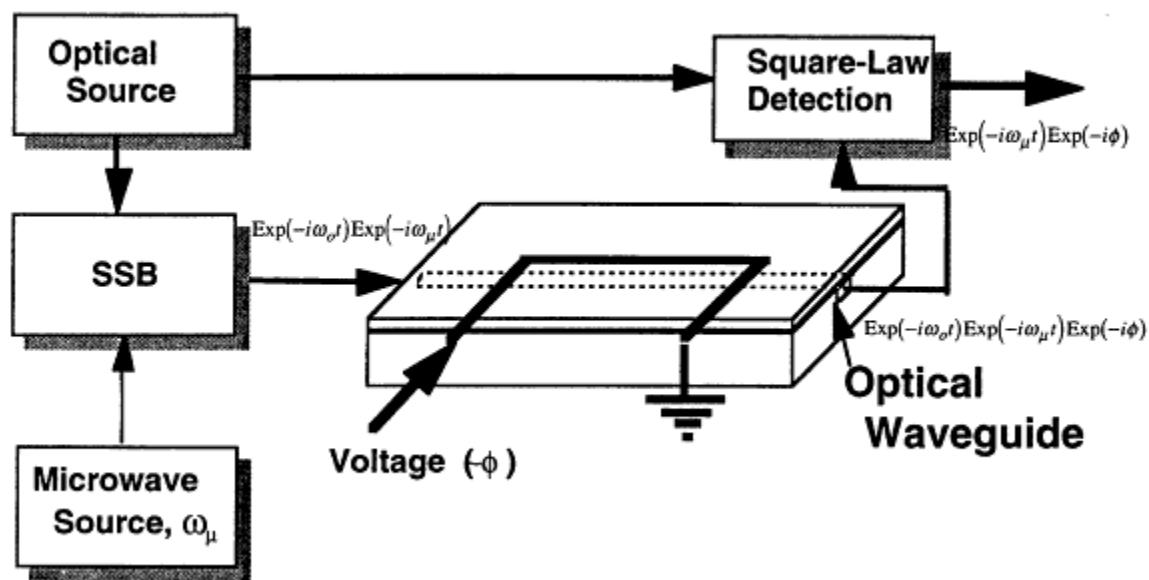 Optical
Source
Square-Law
Detection
Exp(-iω_μt)Exp(-iϕ)
SSB
Exp(-iω_ot)Exp(-iω_μt)
Exp(-iω_ot)Exp(-iω_μt)Exp(-iϕ)
Optical
Waveguide
Voltage (-ϕ)
Microwave
Source, ω_μ